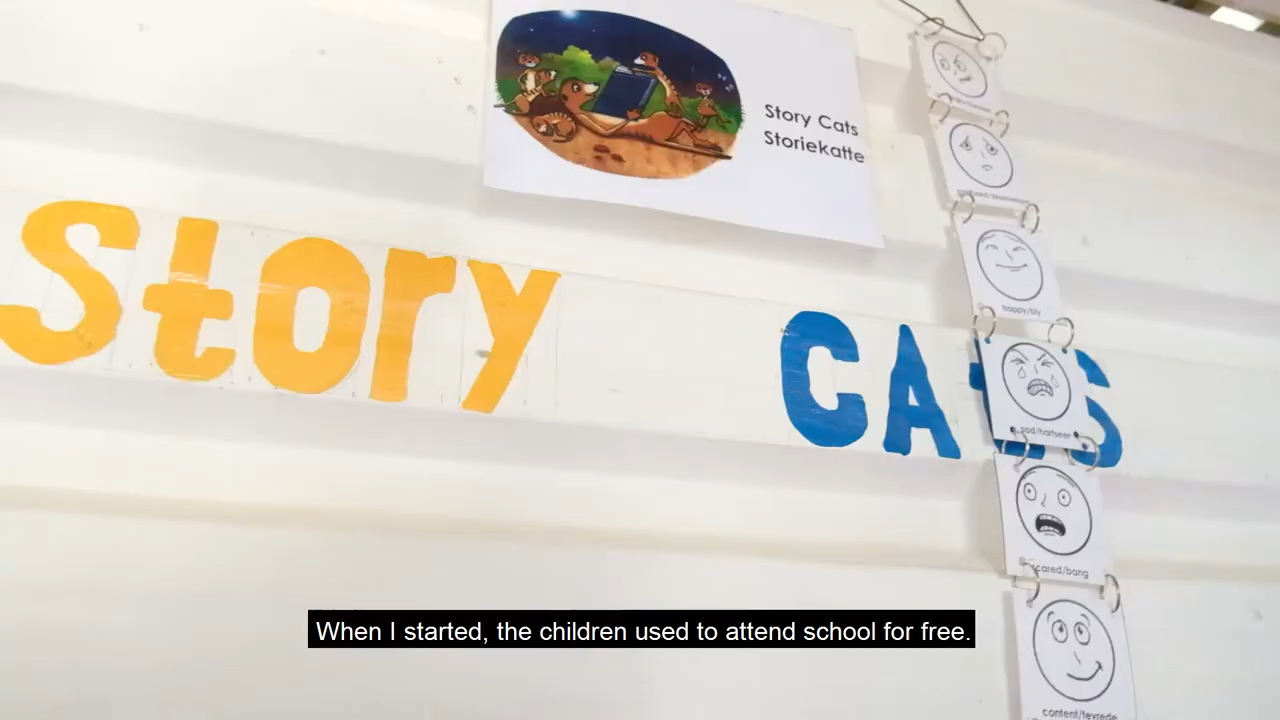 Story Cats
Storiekatte
Story CAtS
happy/bly
sad/hartseer
scared/bang
content/tevrede
When I started, the children used to attend school for free.